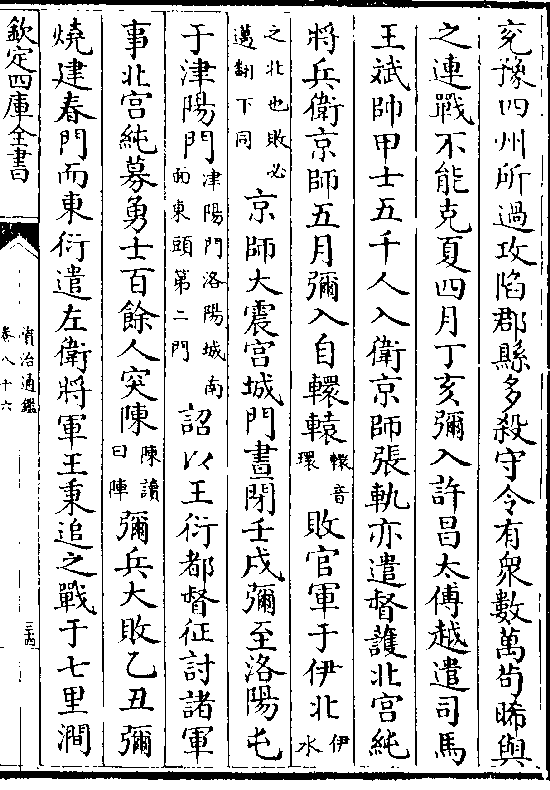 兖豫四州所過攻陷郡縣多殺守令有衆數萬茍晞與
之連戰不能克夏四月丁亥彌入許昌太傅越遣司馬
王斌帥甲士五千人入衛京師張軌亦遣督護北宮純
將兵衛京師五月彌入自轘轅轘音環敗官軍于伊北伊水
之北也敗必邁翻下同京師大震宮城門晝閉壬戌彌至洛陽屯
于津陽門津陽門洛陽城南面東頭第二門詔以王衍都督征討諸軍
事北宮純募勇士百餘人突陳陳讀曰陣彌兵大敗乙丑彌
燒建春門而東衍遣左衛將軍王秉追之戰于七里澗
欽定四庫全書
資治通鑑
卷八十六
三十四